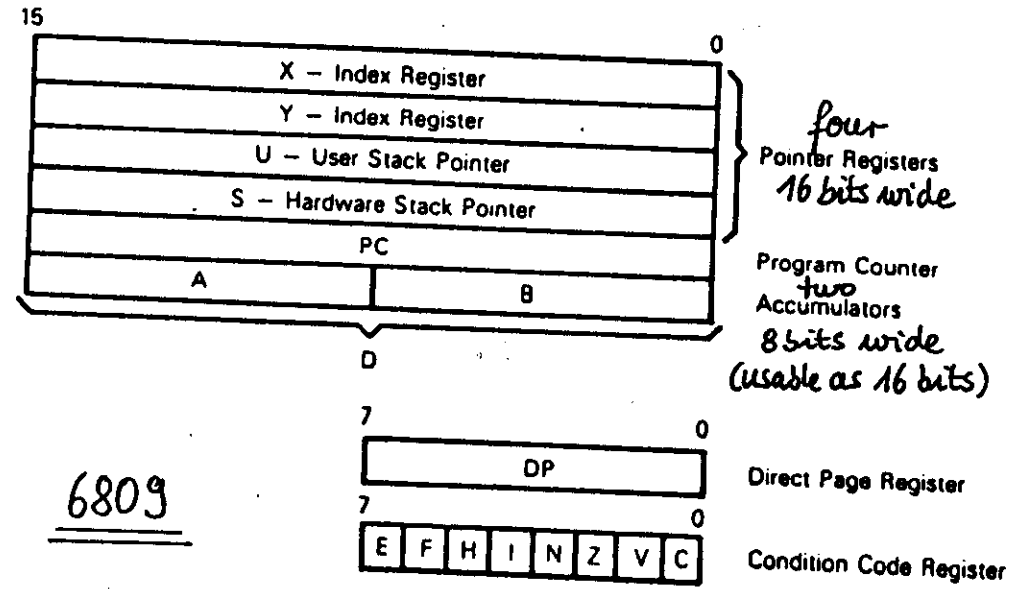 15
0
X – Index Register
Y – Index Register
U – User Stack Pointer
S – Hardware Stack Pointer
four
Pointer Registers
16 bits wide
PC
Program Counter
A
B
two
Accumulators
8 bits wide
(usable as 16 bits)
D
7
0
DP
Direct Page Register
6809
7
0
E F H I N Z V C
Condition Code Register